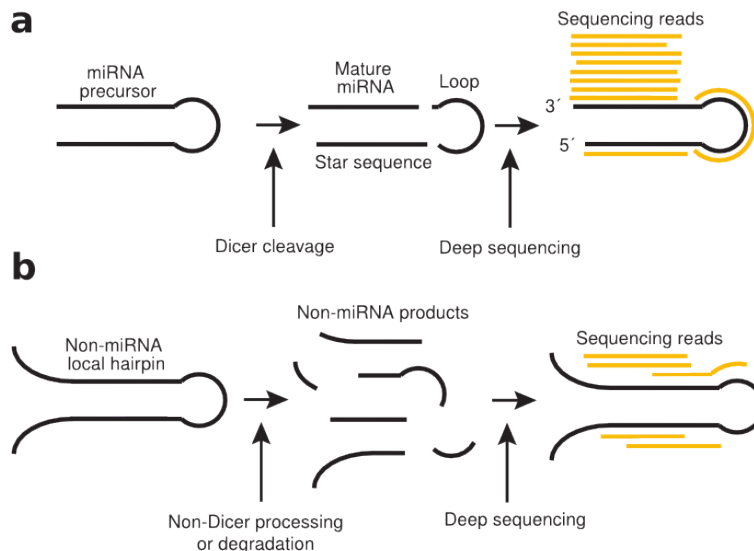 a
Sequencing reads
miRNA
precursor
Mature
miRNA
Loop
3´
5´
Star sequence
Dicer cleavage
Deep sequencing
b
Non-miRNA products
Non-miRNA
local hairpin
Sequencing reads
Non-Dicer processing
or degradation
Deep sequencing